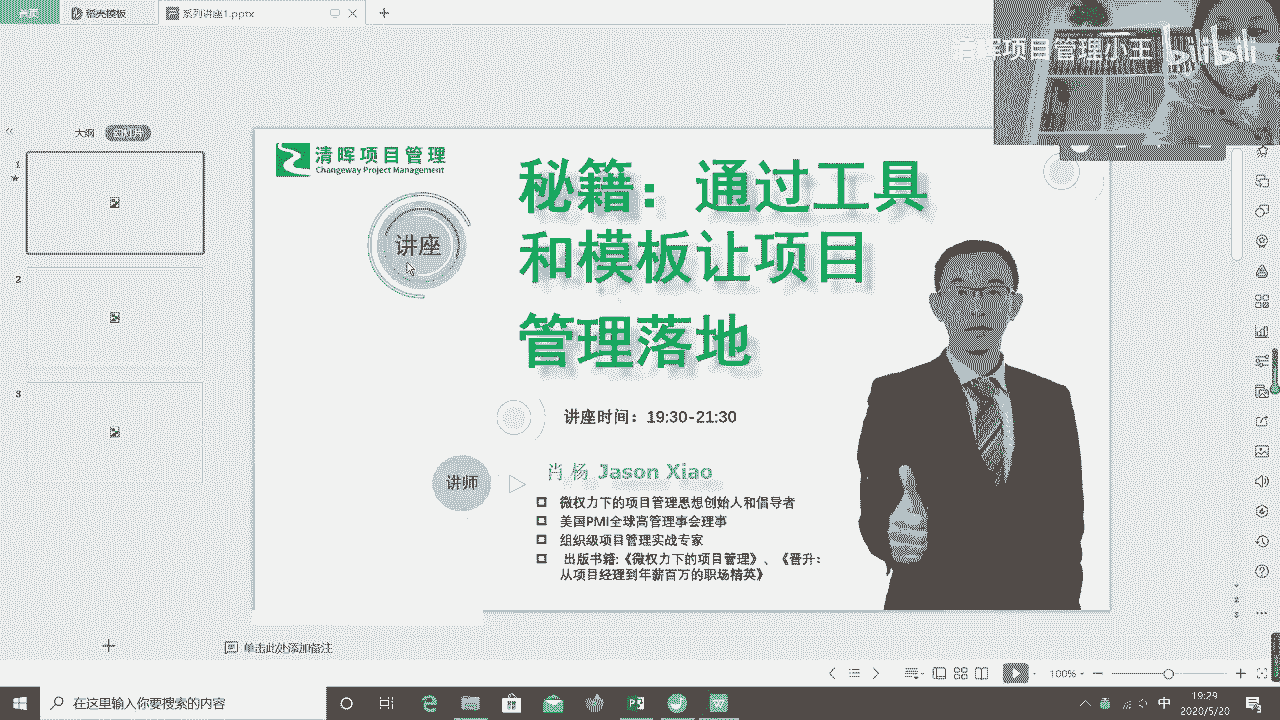 稻壳模板
系列讲座1.pptx
清晖项目管理小王 bilibili
大纲
1
2
3
清晖项目管理
Changeway Project Management
讲座
秘籍：通过工具
和模板让项目
管理落地
讲座时间：19:30-21:30
讲师
肖杨 Jason Xiao
微权力下的项目管理思想创始人和倡导者
美国PMI全球高管理事会理事
组织级项目管理实战专家
出版书籍:《微权力下的项目管理》、《晋升：
从项目经理到年薪百万的职场精英》
单击此处添加备注
100%
在这里输入你要搜索的内容
中
19:29
2020/5/20